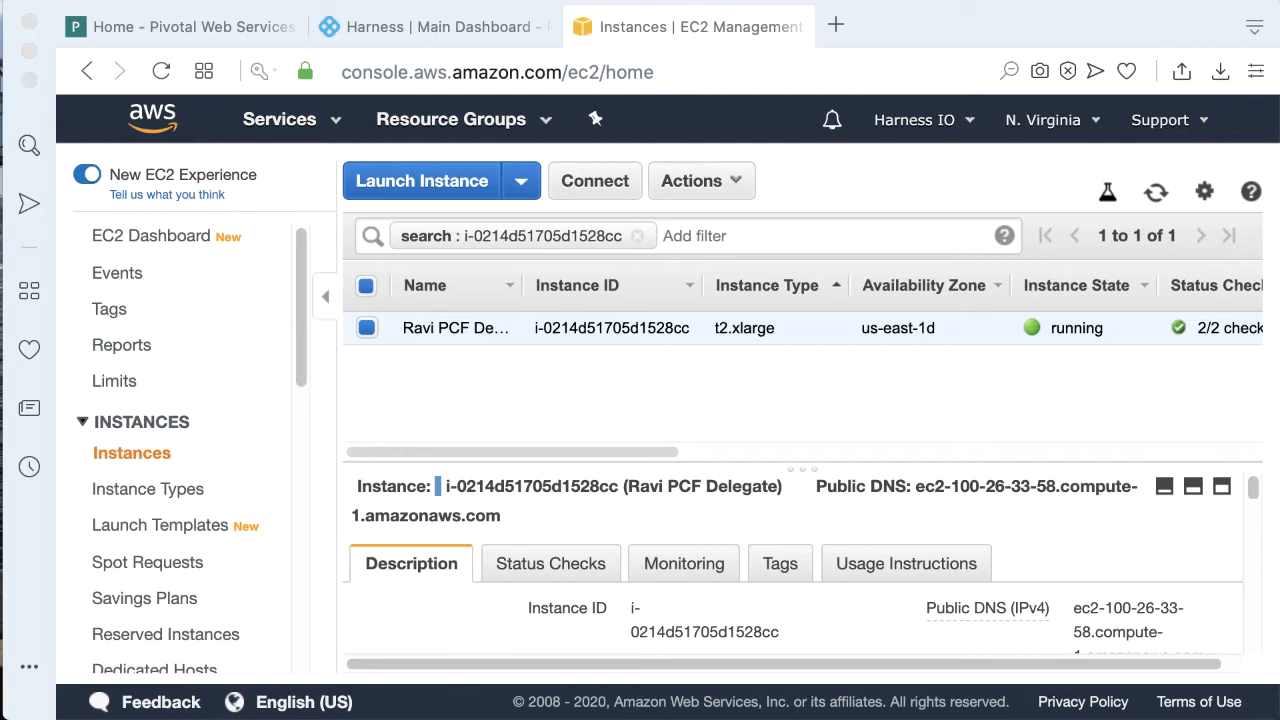 P Home - Pivotal Web Services
Harness | Main Dashboard -
Instances | EC2 Management
console.aws.amazon.com/ec2/home
aws
Services
Resource Groups
Harness IO
N. Virginia
Support
New EC2 Experience
Tell us what you think
Launch Instance
Connect
Actions
search : i-0214d51705d1528cc
Add filter
1 to 1 of 1
EC2 Dashboard New
Events
Tags
Reports
Limits
INSTANCES
Instances
Instance Types
Launch Templates New
Spot Requests
Savings Plans
Reserved Instances
Dedicated Hosts
Name
Instance ID
Instance Type
Availability Zone
Instance State
Status Chec
Ravi PCF De...
i-0214d51705d1528cc
t2.xlarge
us-east-1d
running
2/2 check
Instance: i-0214d51705d1528cc (Ravi PCF Delegate)
Public DNS: ec2-100-26-33-58.compute-
1.amazonaws.com
Description
Status Checks
Monitoring
Tags
Usage Instructions
Instance ID
i-
0214d51705d1528cc
Public DNS (IPv4)
ec2-100-26-33-
58.compute-
Feedback
English (US)
© 2008 - 2020, Amazon Web Services, Inc. or its affiliates. All rights reserved.
Privacy Policy
Terms of Use